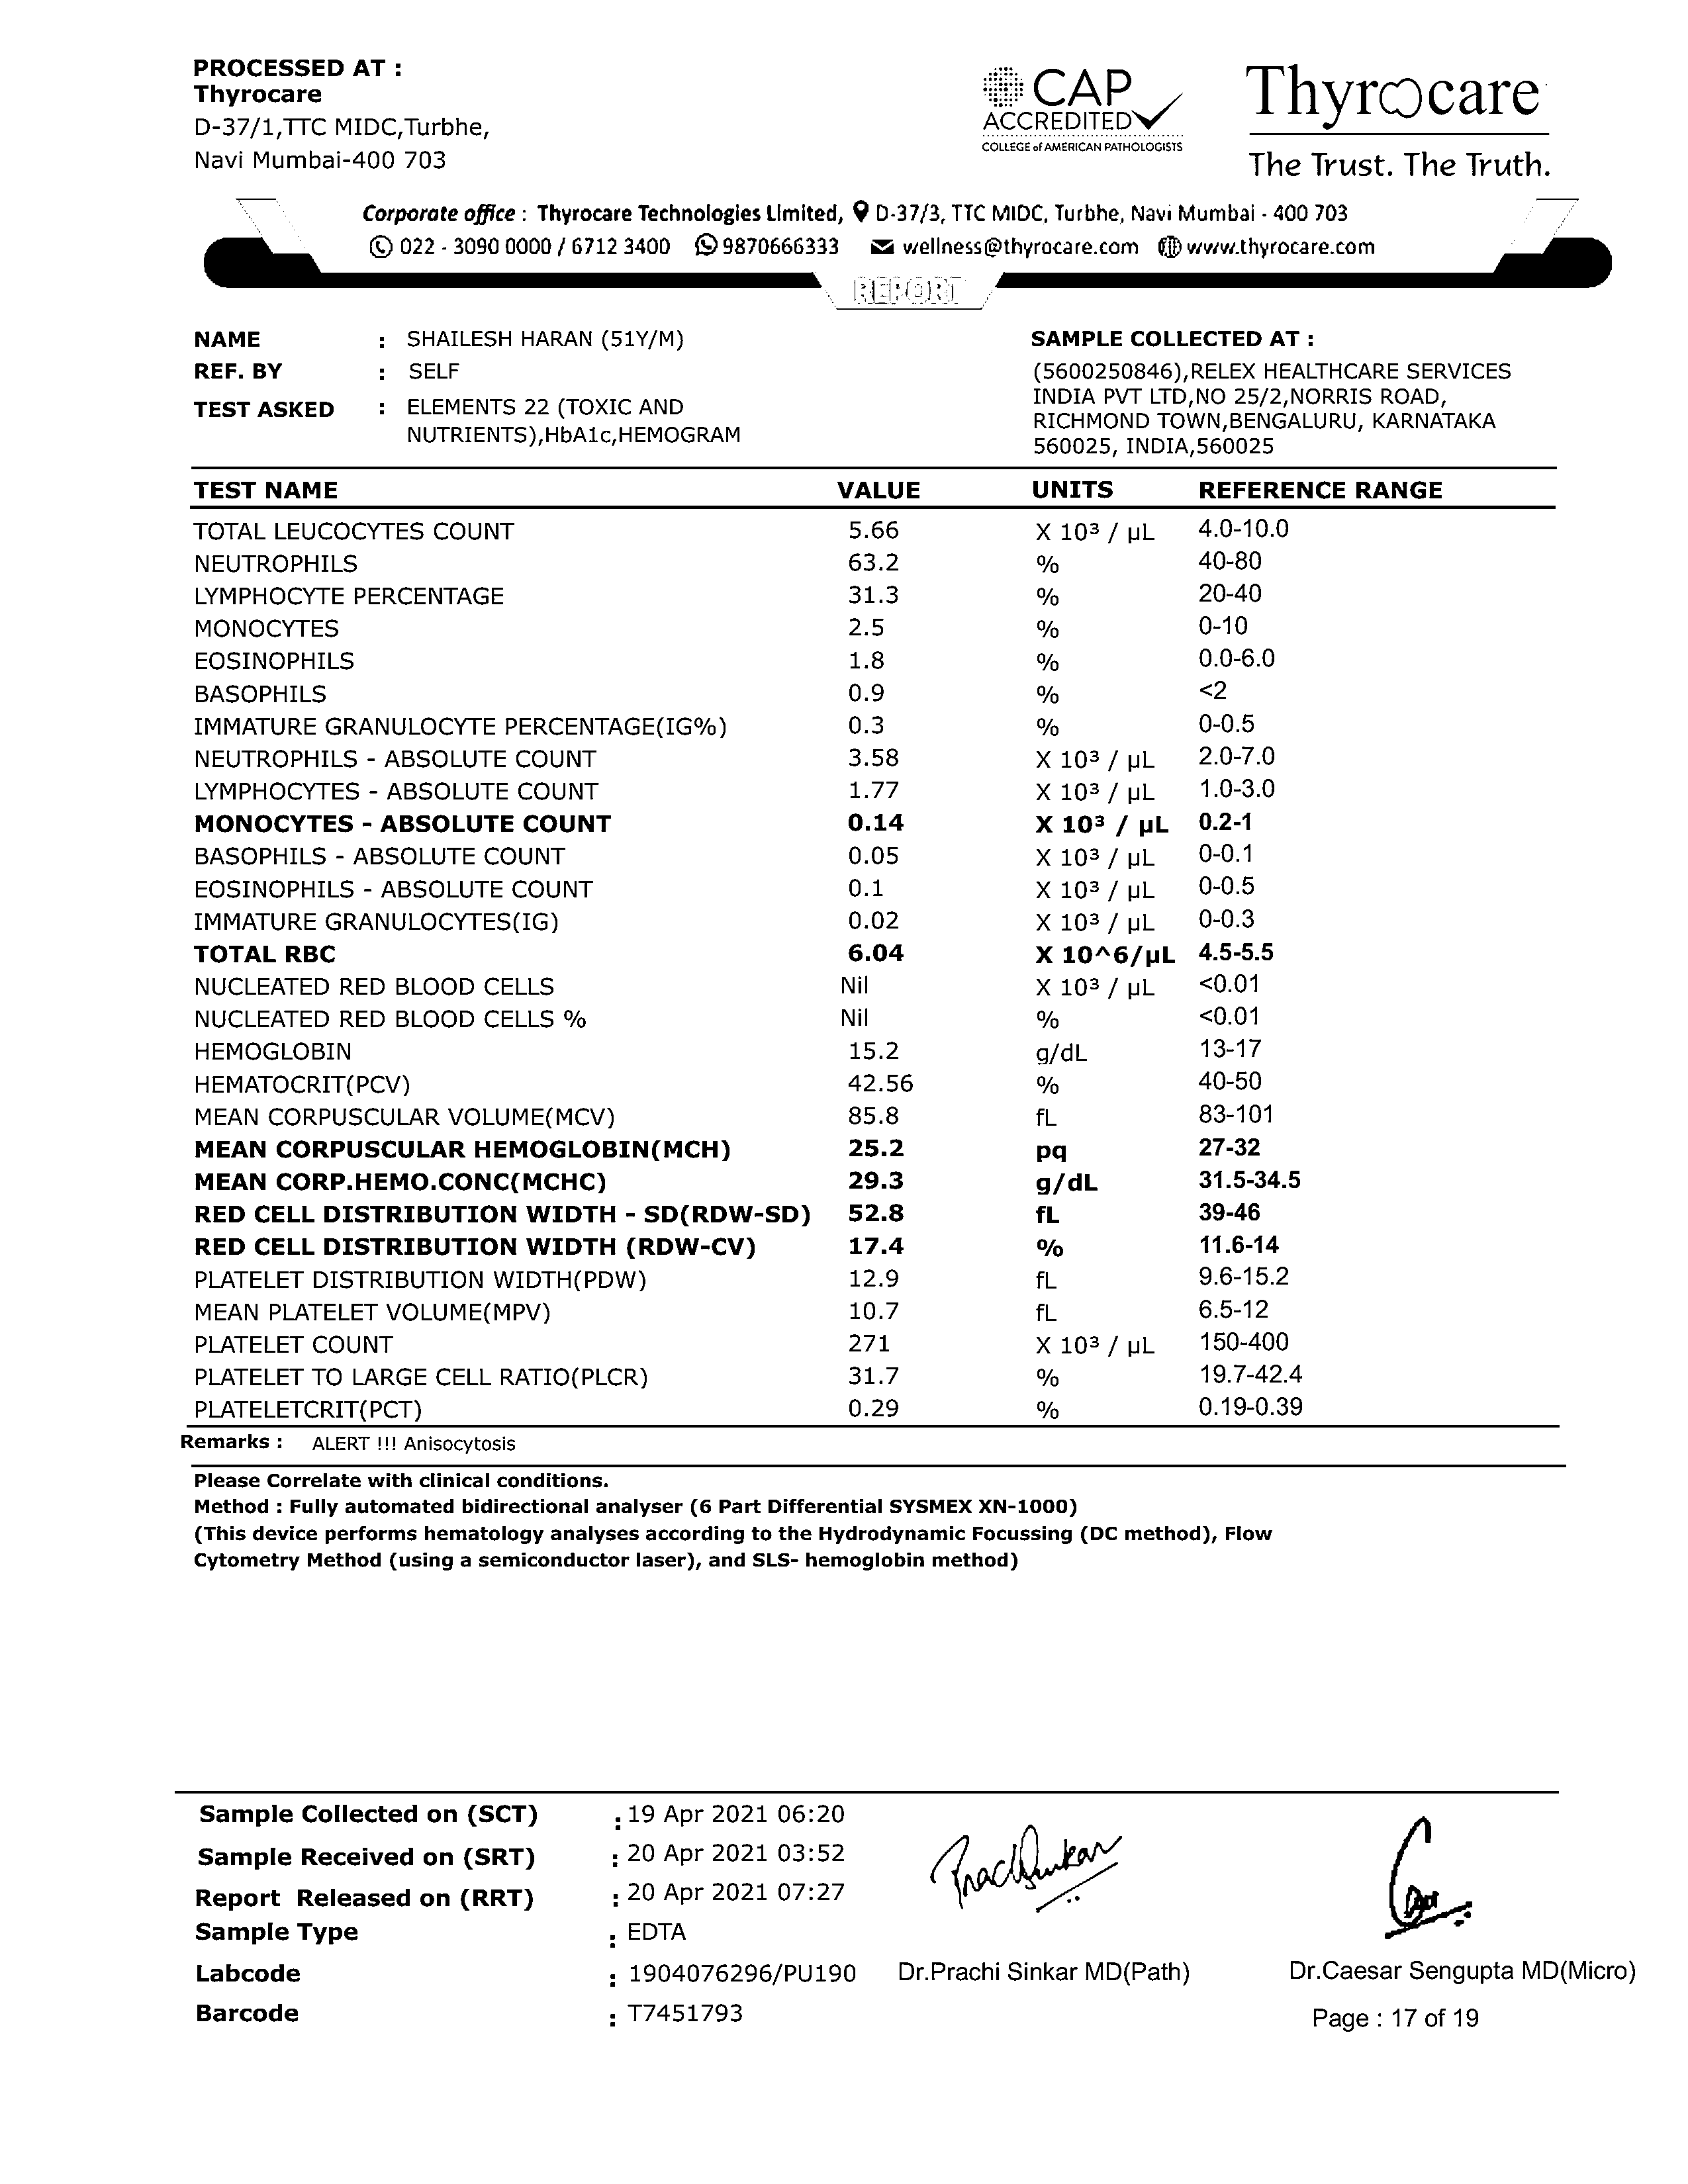 PROCESSED AT :
Thyrocare
D-37/1,TTC MIDC,Turbhe,
Navi Mumbai-400 703
CAP
ACCREDITED
COLLEGE of AMERICAN PATHOLOGISTS
Thyrocare
The Trust. The Truth.
Corporate office : Thyrocare Technologies Limited, D-37/3, TTC MIDC, Turbhe, Navi Mumbai - 400 703
022 - 3090 0000 / 6712 3400 9870666333 wellness@thyrocare.com www.thyrocare.com
REPORT
NAME : SHAILESH HARAN (51Y/M)
REF. BY : SELF
TEST ASKED : ELEMENTS 22 (TOXIC AND
NUTRIENTS),HbA1c,HEMOGRAM
SAMPLE COLLECTED AT :
(5600250846),RELEX HEALTHCARE SERVICES
INDIA PVT LTD,NO 25/2,NORRIS ROAD,
RICHMOND TOWN,BENGALURU, KARNATAKA
560025, INDIA,560025
TEST NAME VALUE UNITS REFERENCE RANGE
TOTAL LEUCOCYTES COUNT 5.66 X 10³ / µL 4.0-10.0
NEUTROPHILS 63.2 % 40-80
LYMPHOCYTE PERCENTAGE 31.3 % 20-40
MONOCYTES 2.5 % 0-10
EOSINOPHILS 1.8 % 0.0-6.0
BASOPHILS 0.9 % <2
IMMATURE GRANULOCYTE PERCENTAGE(IG%) 0.3 % 0-0.5
NEUTROPHILS - ABSOLUTE COUNT 3.58 X 10³ / µL 2.0-7.0
LYMPHOCYTES - ABSOLUTE COUNT 1.77 X 10³ / µL 1.0-3.0
MONOCYTES - ABSOLUTE COUNT 0.14 X 10³ / µL 0.2-1
BASOPHILS - ABSOLUTE COUNT 0.05 X 10³ / µL 0-0.1
EOSINOPHILS - ABSOLUTE COUNT 0.1 X 10³ / µL 0-0.5
IMMATURE GRANULOCYTES(IG) 0.02 X 10³ / µL 0-0.3
TOTAL RBC 6.04 X 10^6/µL 4.5-5.5
NUCLEATED RED BLOOD CELLS Nil X 10³ / µL <0.01
NUCLEATED RED BLOOD CELLS % Nil % <0.01
HEMOGLOBIN 15.2 g/dL 13-17
HEMATOCRIT(PCV) 42.56 % 40-50
MEAN CORPUSCULAR VOLUME(MCV) 85.8 fL 83-101
MEAN CORPUSCULAR HEMOGLOBIN(MCH) 25.2 pq 27-32
MEAN CORP.HEMO.CONC(MCHC) 29.3 g/dL 31.5-34.5
RED CELL DISTRIBUTION WIDTH - SD(RDW-SD) 52.8 fL 39-46
RED CELL DISTRIBUTION WIDTH (RDW-CV) 17.4 % 11.6-14
PLATELET DISTRIBUTION WIDTH(PDW) 12.9 fL 9.6-15.2
MEAN PLATELET VOLUME(MPV) 10.7 fL 6.5-12
PLATELET COUNT 271 X 10³ / µL 150-400
PLATELET TO LARGE CELL RATIO(PLCR) 31.7 % 19.7-42.4
PLATELETCRIT(PCT) 0.29 % 0.19-0.39
Remarks : ALERT !!! Anisocytosis
Please Correlate with clinical conditions.
Method : Fully automated bidirectional analyser (6 Part Differential SYSMEX XN-1000)
(This device performs hematology analyses according to the Hydrodynamic Focussing (DC method), Flow
Cytometry Method (using a semiconductor laser), and SLS- hemoglobin method)
Sample Collected on (SCT) : 19 Apr 2021 06:20
Sample Received on (SRT) : 20 Apr 2021 03:52
Report Released on (RRT) : 20 Apr 2021 07:27
Sample Type : EDTA
Labcode : 1904076296/PU190 Dr.Prachi Sinkar MD(Path) Dr.Caesar Sengupta MD(Micro)
Barcode : T7451793
Page : 17 of 19